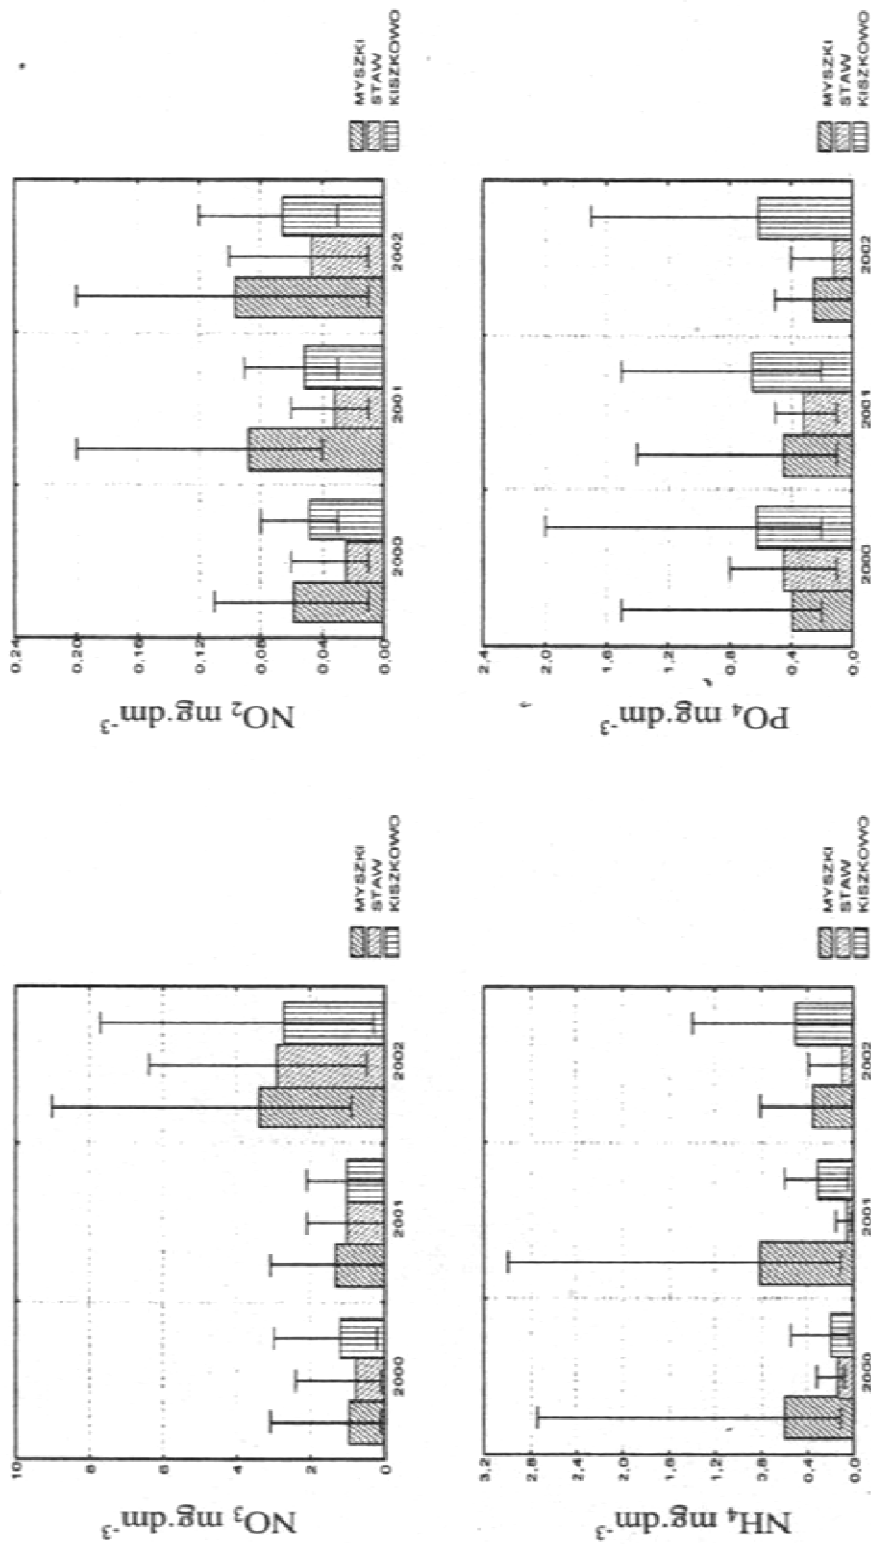 NO₃ mg·dm⁻³
10
8
6
4
2
0
2000 2001 2002
MYSZKI
STAW
KISZKOWO
NO₂ mg·dm⁻³
0,24
0,20
0,16
0,12
0,08
0,04
0,00
2000 2001 2002
MYSZKI
STAW
KISZKOWO
NH₄ mg·dm⁻³
3,2
2,8
2,4
2,0
1,6
1,2
0,8
0,4
0,0
2000 2001 2002
MYSZKI
STAW
KISZKOWO
PO₄ mg·dm⁻³
2,4
2,0
1,6
1,2
0,8
0,4
0,0
2000 2001 2002
MYSZKI
STAW
KISZKOWO